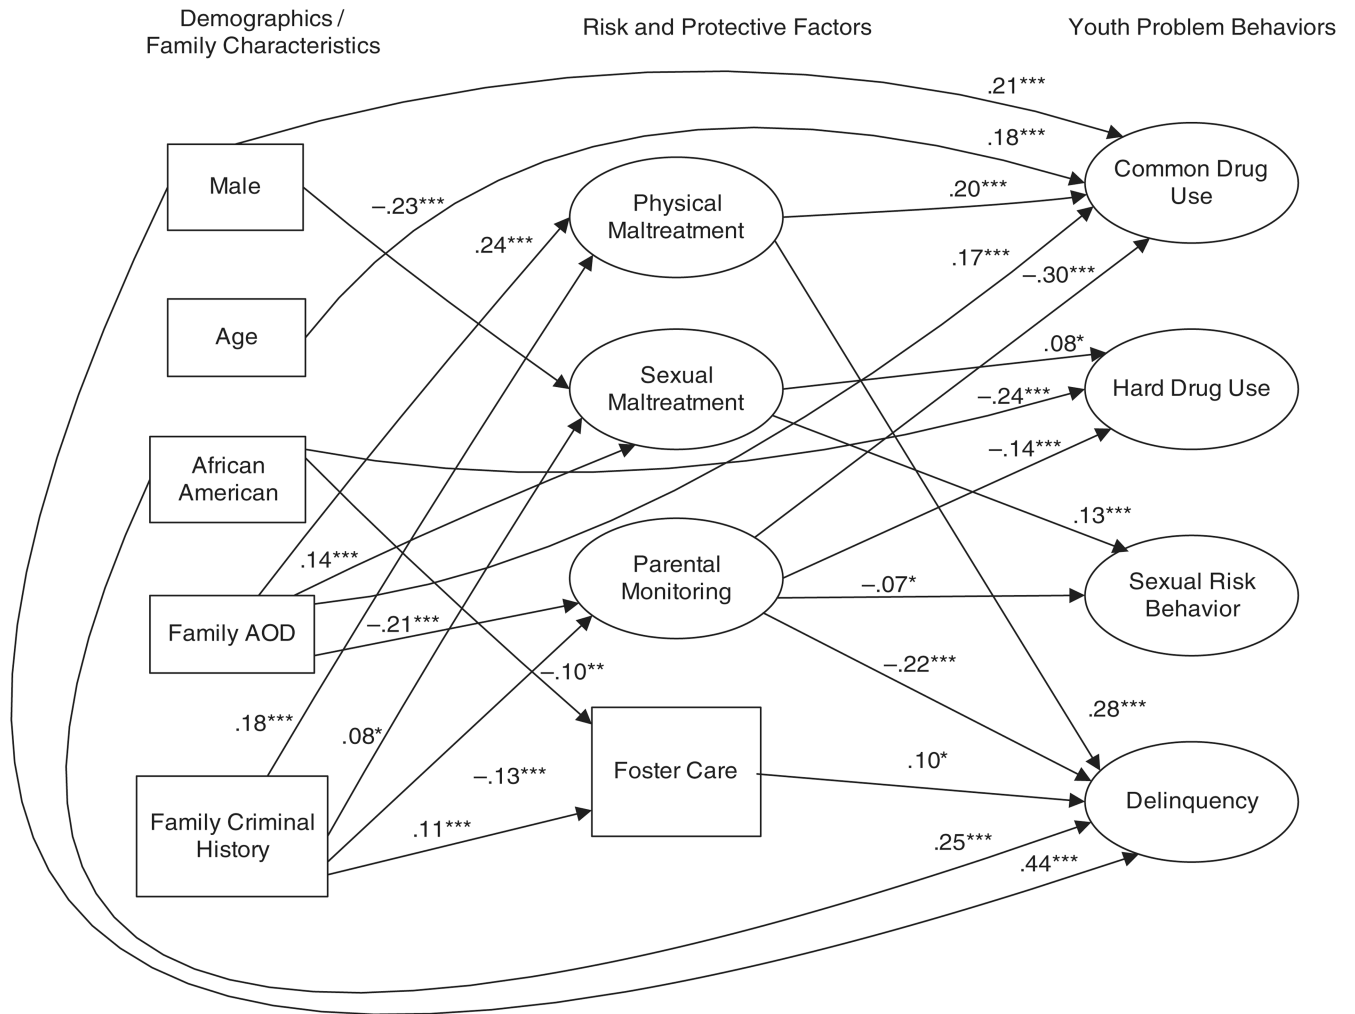 Demographics /
Family Characteristics
Risk and Protective Factors
Youth Problem Behaviors
.21***
.18***
Male
Common Drug
Use
Physical
Maltreatment
.20***
–.23***
.24***
.17***
–.30***
Age
.08*
Sexual
Maltreatment
Hard Drug Use
–.24***
–.14***
African
American
.13***
.14***
Parental
Monitoring
–.07*
Sexual Risk
Behavior
Family AOD
–.21***
–.10**
–.22***
.18***
.08*
.28***
Foster Care
.10*
–.13***
Delinquency
Family Criminal
History
.11***
.25***
.44***